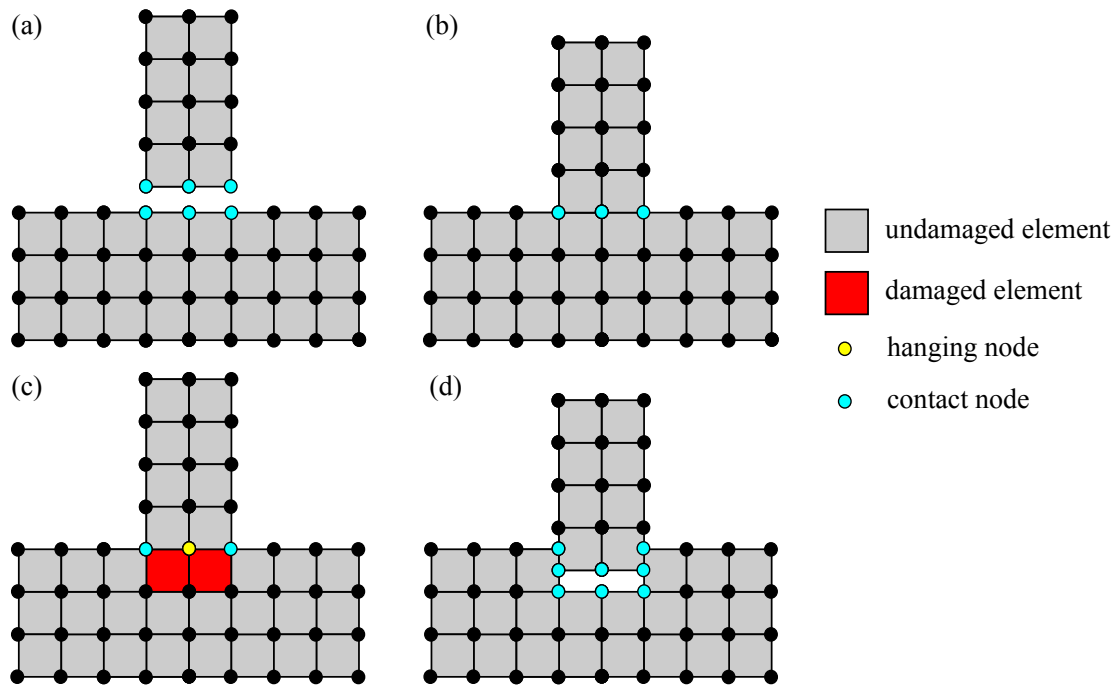 (a)
(b)
undamaged element
damaged element
hanging node
contact node
(c)
(d)